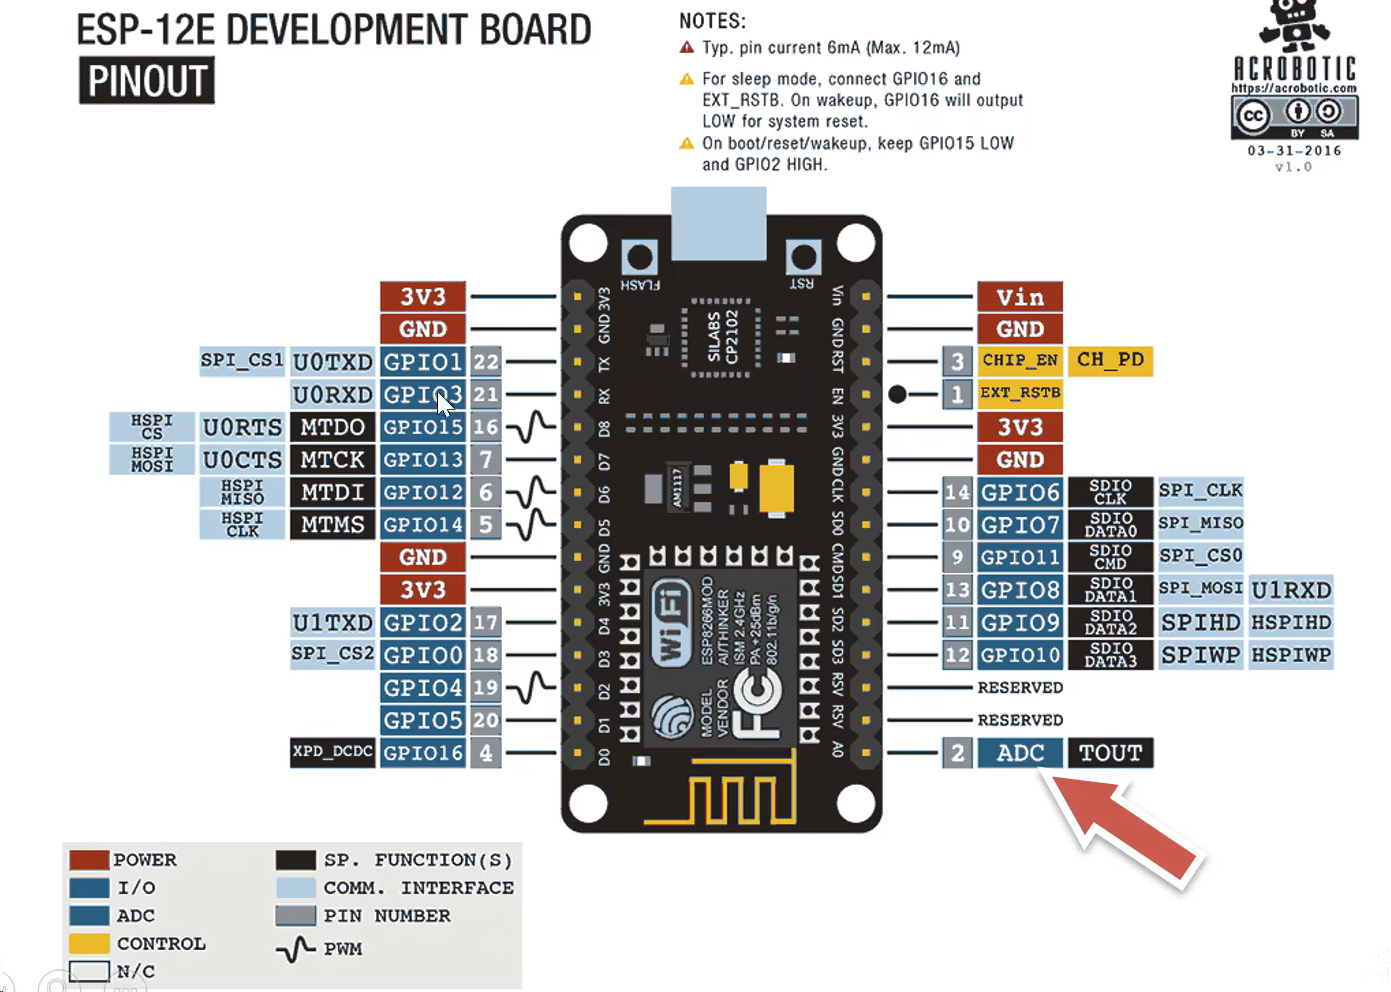 ESP-12E DEVELOPMENT BOARD
PINOUT
NOTES:
Typ. pin current 6mA (Max. 12mA)
For sleep mode, connect GPIO16 and
EXT_RSTB. On wakeup, GPIO16 will output
LOW for system reset.
On boot/reset/wakeup, keep GPIO15 LOW
and GPIO2 HIGH.
ACROBOTIC
https://acrobotic.com
CC BY SA
03-31-2016
v1.0
FLASH RST
SILABS
CP2102
AM1117
3V3 3V3 Vin Vin
GND GND GND GND
SPI_CS1 U0TXD GPIO1 22 TX RST 3 CHIP_EN CH_PD
U0RXD GPIO3 21 RX EN 1 EXT_RSTB
HSPI CS U0RTS MTDO GPIO15 16 D8 3V3 3V3
HSPI MOSI U0CTS MTCK GPIO13 7 D7 GND GND
HSPI MISO MTDI GPIO12 6 D6 CLK 14 GPIO6 SDIO CLK SPI_CLK
HSPI CLK MTMS GPIO14 5 D5 SD0 10 GPIO7 SDIO DATA0 SPI_MISO
GND GND CMD 9 GPIO11 SDIO CMD SPI_CS0
3V3 3V3 SD1 13 GPIO8 SDIO DATA1 SPI_MOSI U1RXD
U1TXD GPIO2 17 D4 SD2 11 GPIO9 SDIO DATA2 SPIHD HSPIHD
SPI_CS2 GPIO0 18 D3 SD3 12 GPIO10 SDIO DATA3 SPIWP HSPIWP
GPIO4 19 D2 RSV RESERVED
GPIO5 20 D1 RSV RESERVED
XPD_DCDC GPIO16 4 D0 A0 2 ADC TOUT
WiFi
MODEL ESP8266MOD
VENDOR AI/THINKER
ISM 2.4GHz
PA +25dBm
802.11b/g/n
FC
POWER
I/O
ADC
CONTROL
N/C
SP. FUNCTION(S)
COMM. INTERFACE
PIN NUMBER
PWM